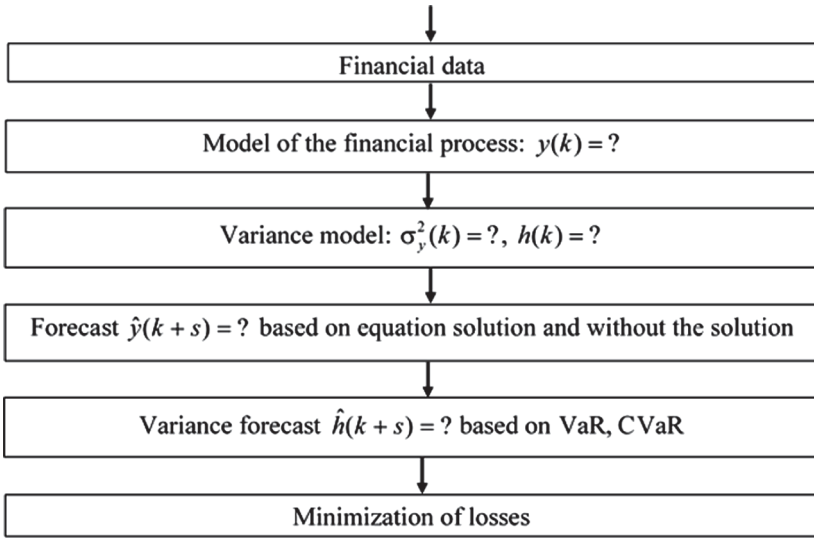 Financial data
Model of the financial process: y(k) = ?
Variance model: σ²ᵧ(k) = ?, h(k) = ?
Forecast ŷ(k + s) = ? based on equation solution and without the solution
Variance forecast ĥ(k + s) = ? based on VaR, CVaR
Minimization of losses